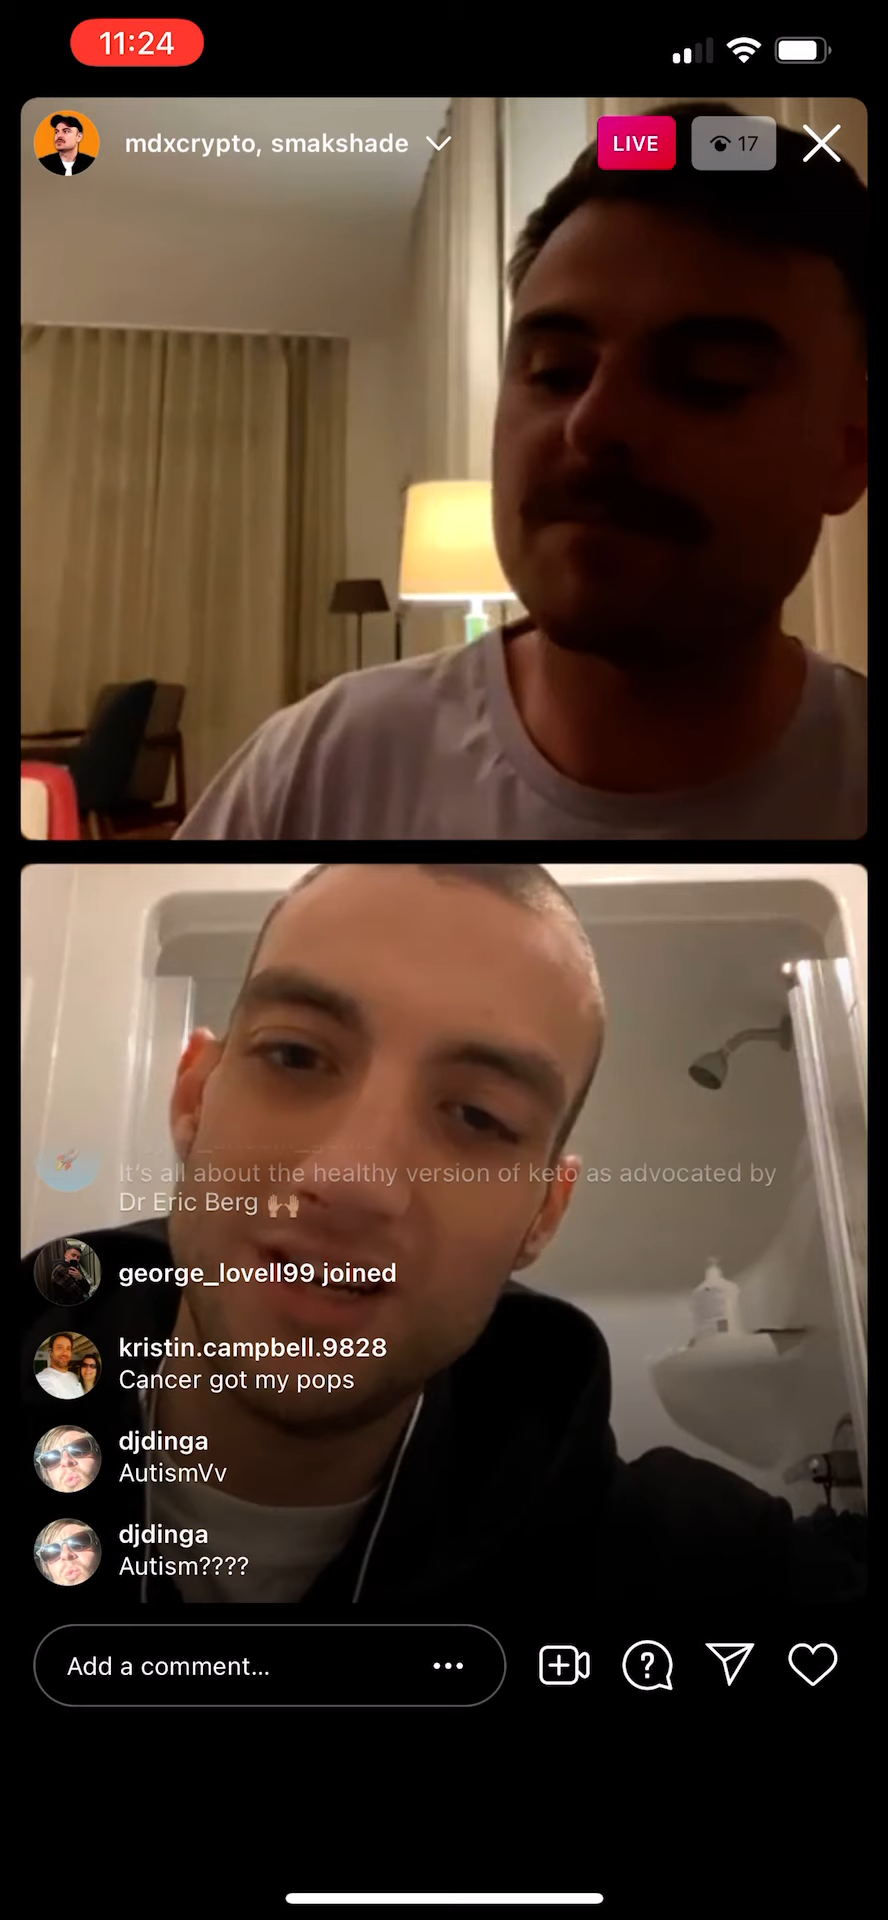 11:24
mdxcrypto, smakshade
LIVE
17
It's all about the healthy version of keto as advocated by
Dr Eric Berg 🙌🏼
george_lovell99 joined
kristin.campbell.9828
Cancer got my pops
djdinga
AutismVv
djdinga
Autism????
Add a comment...